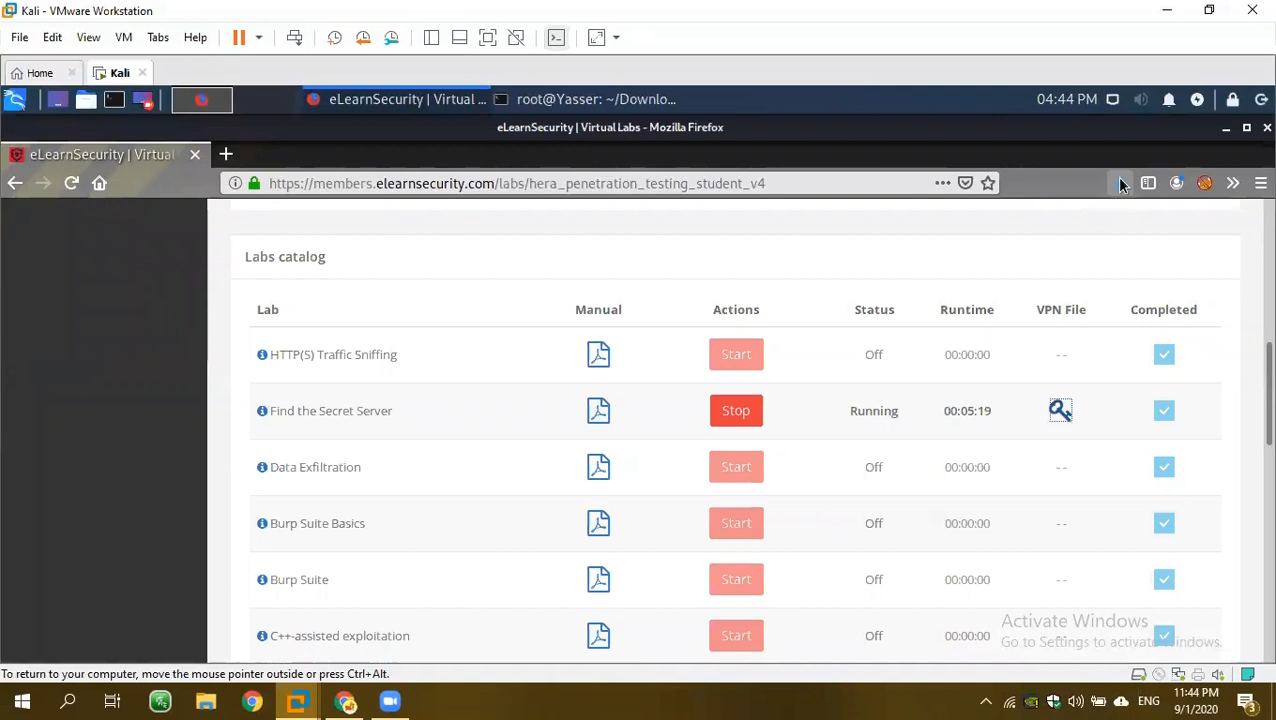 Kali - VMware Workstation
File Edit View VM Tabs Help
Home Kali
eLearnSecurity | Virtual ... root@Yasser: ~/Downlo... 04:44 PM
eLearnSecurity | Virtual Labs - Mozilla Firefox
eLearnSecurity | Virtual
https://members.elearnsecurity.com/labs/hera_penetration_testing_student_v4
Labs catalog
Lab Manual Actions Status Runtime VPN File Completed
HTTP(S) Traffic Sniffing Start Off 00:00:00 --
Find the Secret Server Stop Running 00:05:19
Data Exfiltration Start Off 00:00:00 --
Burp Suite Basics Start Off 00:00:00 --
Burp Suite Start Off 00:00:00 --
C++-assisted exploitation Start Off 00:00:00 --
Activate Windows
Go to Settings to activate Windows.
To return to your computer, move the mouse pointer outside or press Ctrl+Alt.
ENG 11:44 PM
9/1/2020 3